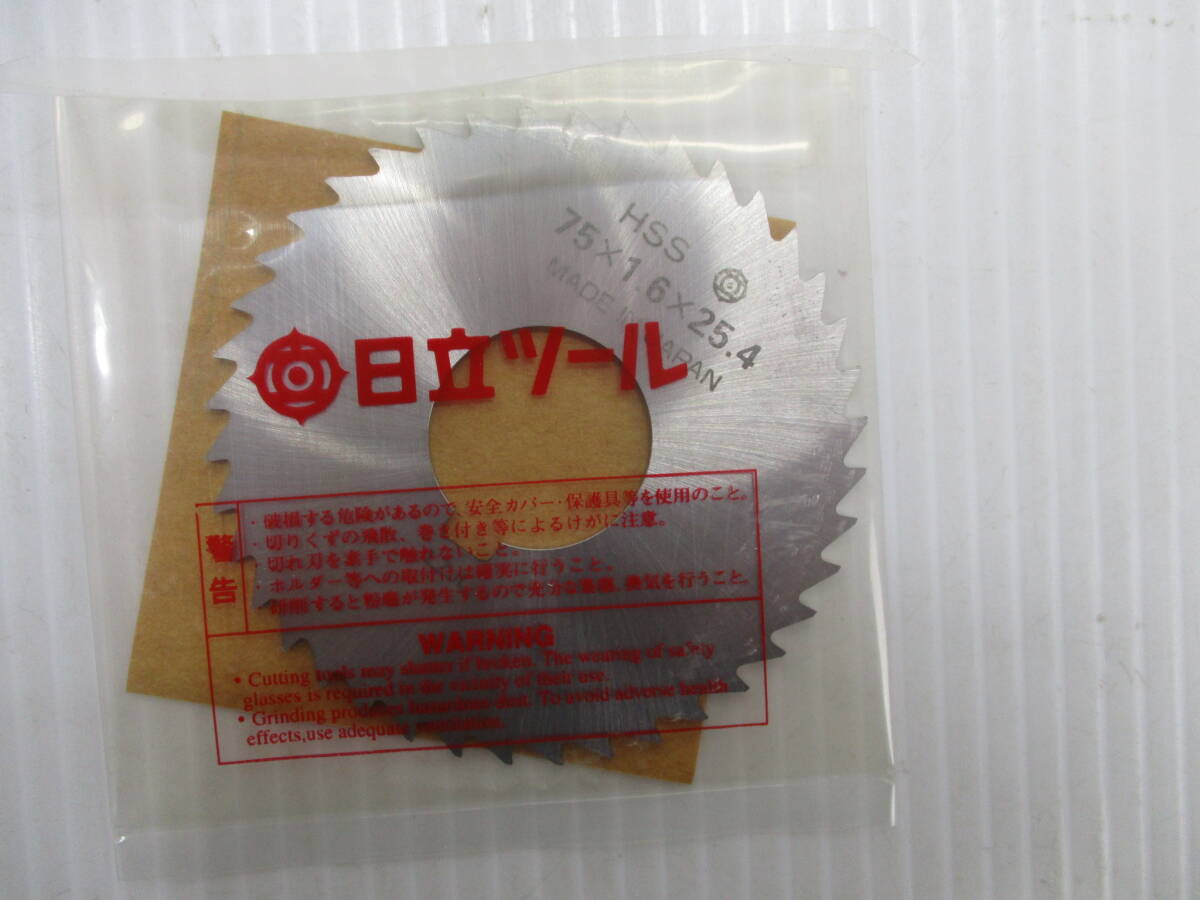 HSS
75×1.6×25.4
MADE IN JAPAN
日立ツール
警告
・破損する危険があるので、安全カバー・保護具等を使用のこと。
・切りくずの飛散、巻き付き等によるけがに注意。
・切れ刃を素手で触れないこと。
・ホルダー等への取付けは確実に行うこと。
・研削すると粉塵が発生するので充分な 換気を行うこと。
WARNING
• Cutting tools may shatter if broken. The wearing of safety
glasses is required in the vicinity of their use.
• Grinding produces hazardous dust. To avoid adverse health
effects,use adequate ventilation.